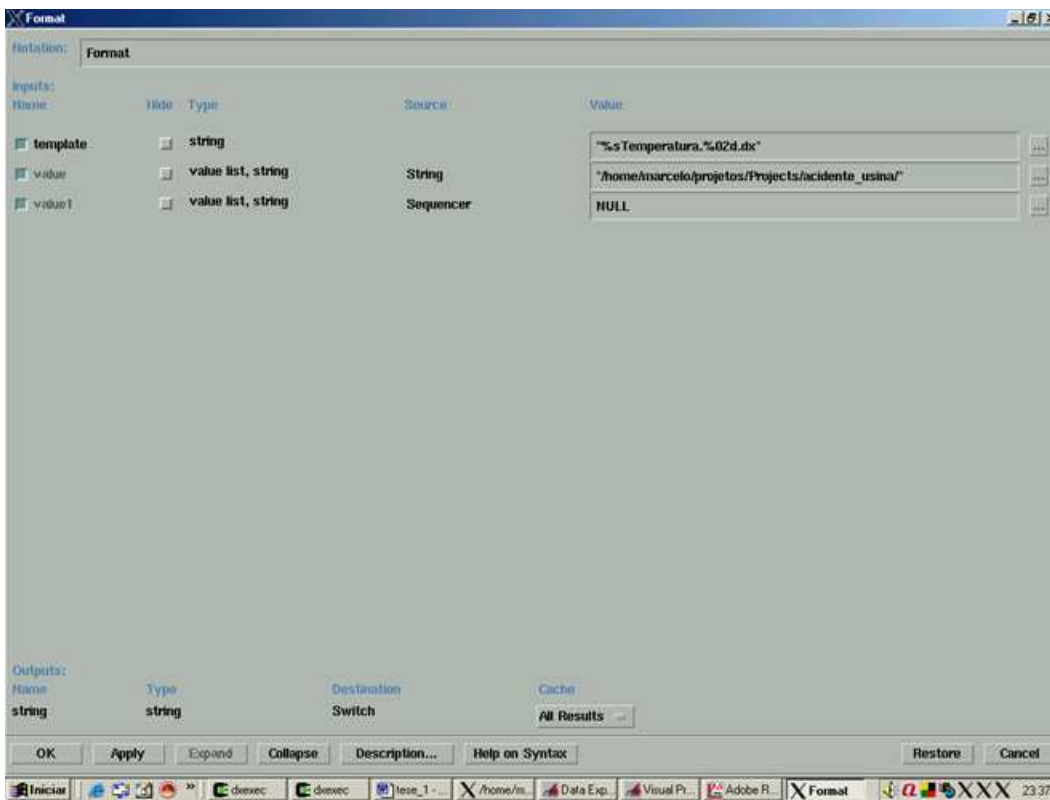 Format
Notation: Format
Inputs:
Name Hide Type Source Value
template string "%sTemperatura.%02d.dx" ...
value value list, string String "/home/marcelo/projetos/Projects/acidente_usina/" ...
value1 value list, string Sequencer NULL ...
Outputs:
Name Type Destination Cache
string string Switch All Results
OK Apply Expand Collapse Description... Help on Syntax Restore Cancel
Iniciar » dxexec dxexec tese_1 - ... /home/m... Data Exp... Visual Pr... Adobe R... Format 23:37